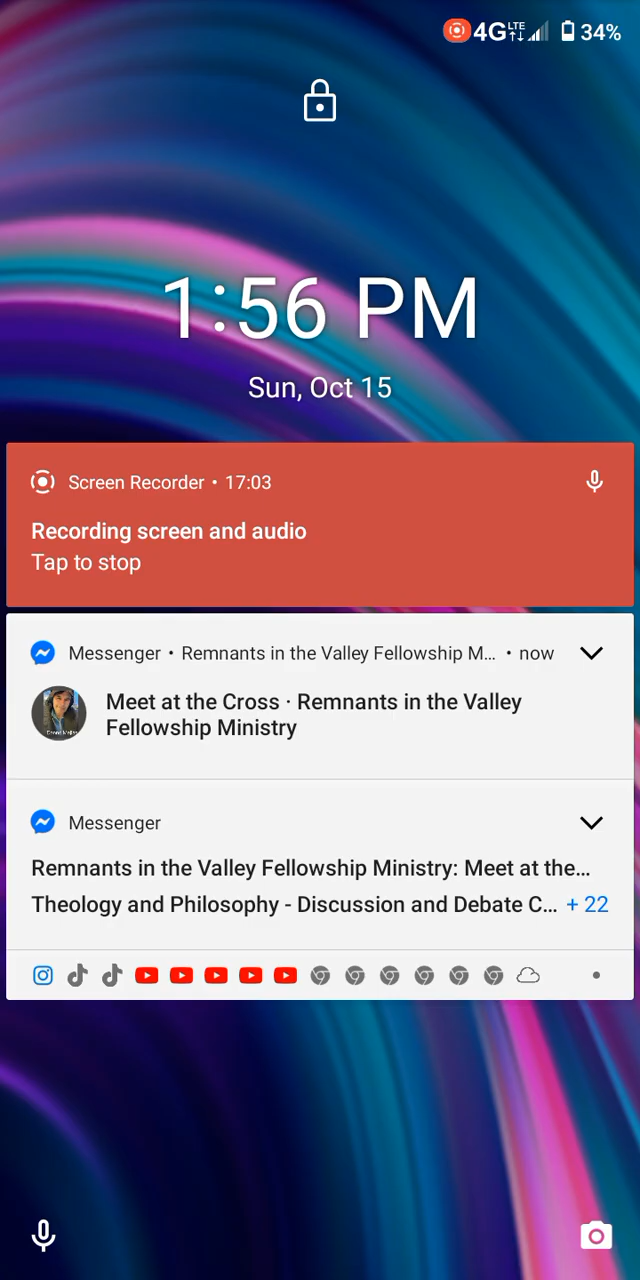 4G LTE 34%
1:56 PM
Sun, Oct 15
Screen Recorder • 17:03
Recording screen and audio
Tap to stop
Messenger • Remnants in the Valley Fellowship M... • now
Meet at the Cross · Remnants in the Valley
Fellowship Ministry
Messenger
Remnants in the Valley Fellowship Ministry: Meet at the...
Theology and Philosophy - Discussion and Debate C... + 22